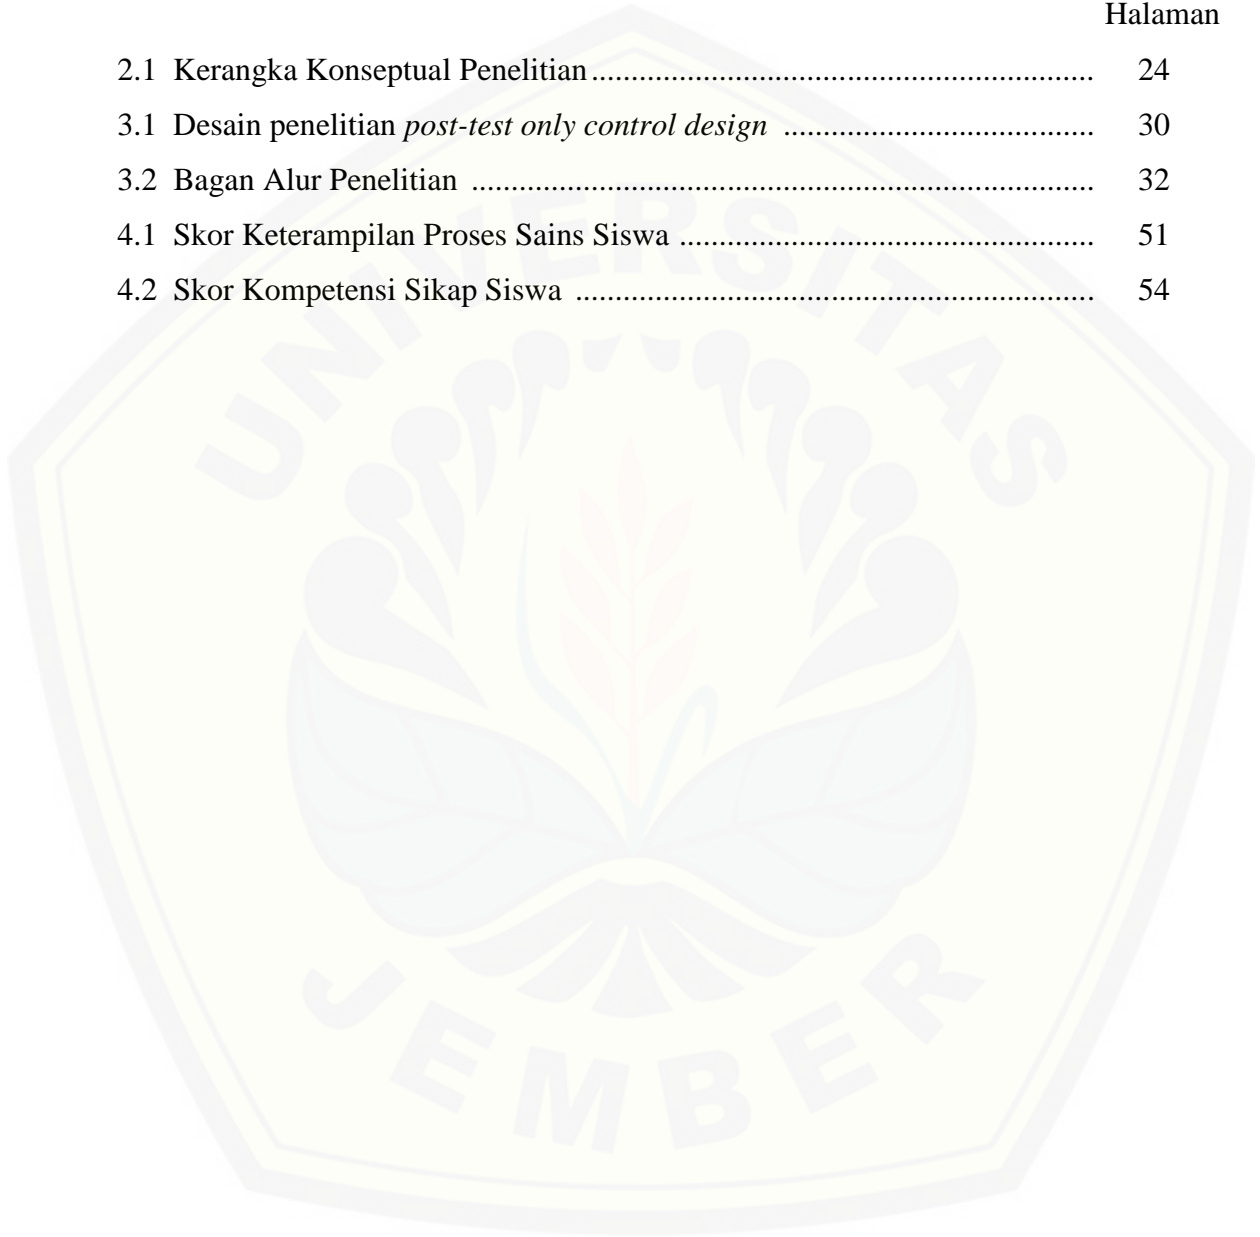 Halaman
2.1 Kerangka Konseptual Penelitian................................................................ 24
3.1 Desain penelitian post-test only control design ....................................... 30
3.2 Bagan Alur Penelitian .............................................................................. 32
4.1 Skor Keterampilan Proses Sains Siswa .................................................... 51
4.2 Skor Kompetensi Sikap Siswa ................................................................. 54
UNIVERSITAS
JEMBER